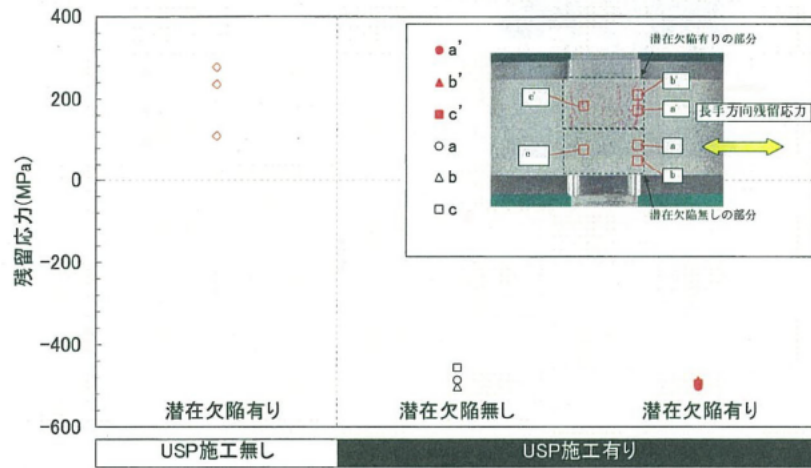 400
200
0
-200
-400
-600
残留応力(MPa)
a'
b'
c'
a
b
c
潜在欠陥有りの部分
c'
b'
a'
長手方向残留応力
c
a
b
潜在欠陥無しの部分
潜在欠陥有り
潜在欠陥無し
潜在欠陥有り
USP施工無し
USP施工有り